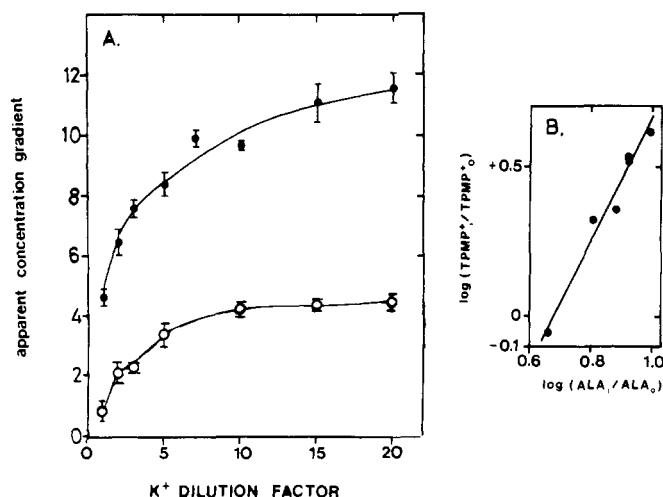 A.
12
10
8
6
4
2
0
apparent concentration gradient
0 5 10 15 20
K⁺ DILUTION FACTOR
B.
+0.5
0
-0.1
log (TPMP⁺ᵢ/TPMP⁺ₒ)
0.6 0.8 1.0
log (ALAᵢ/ALAₒ)